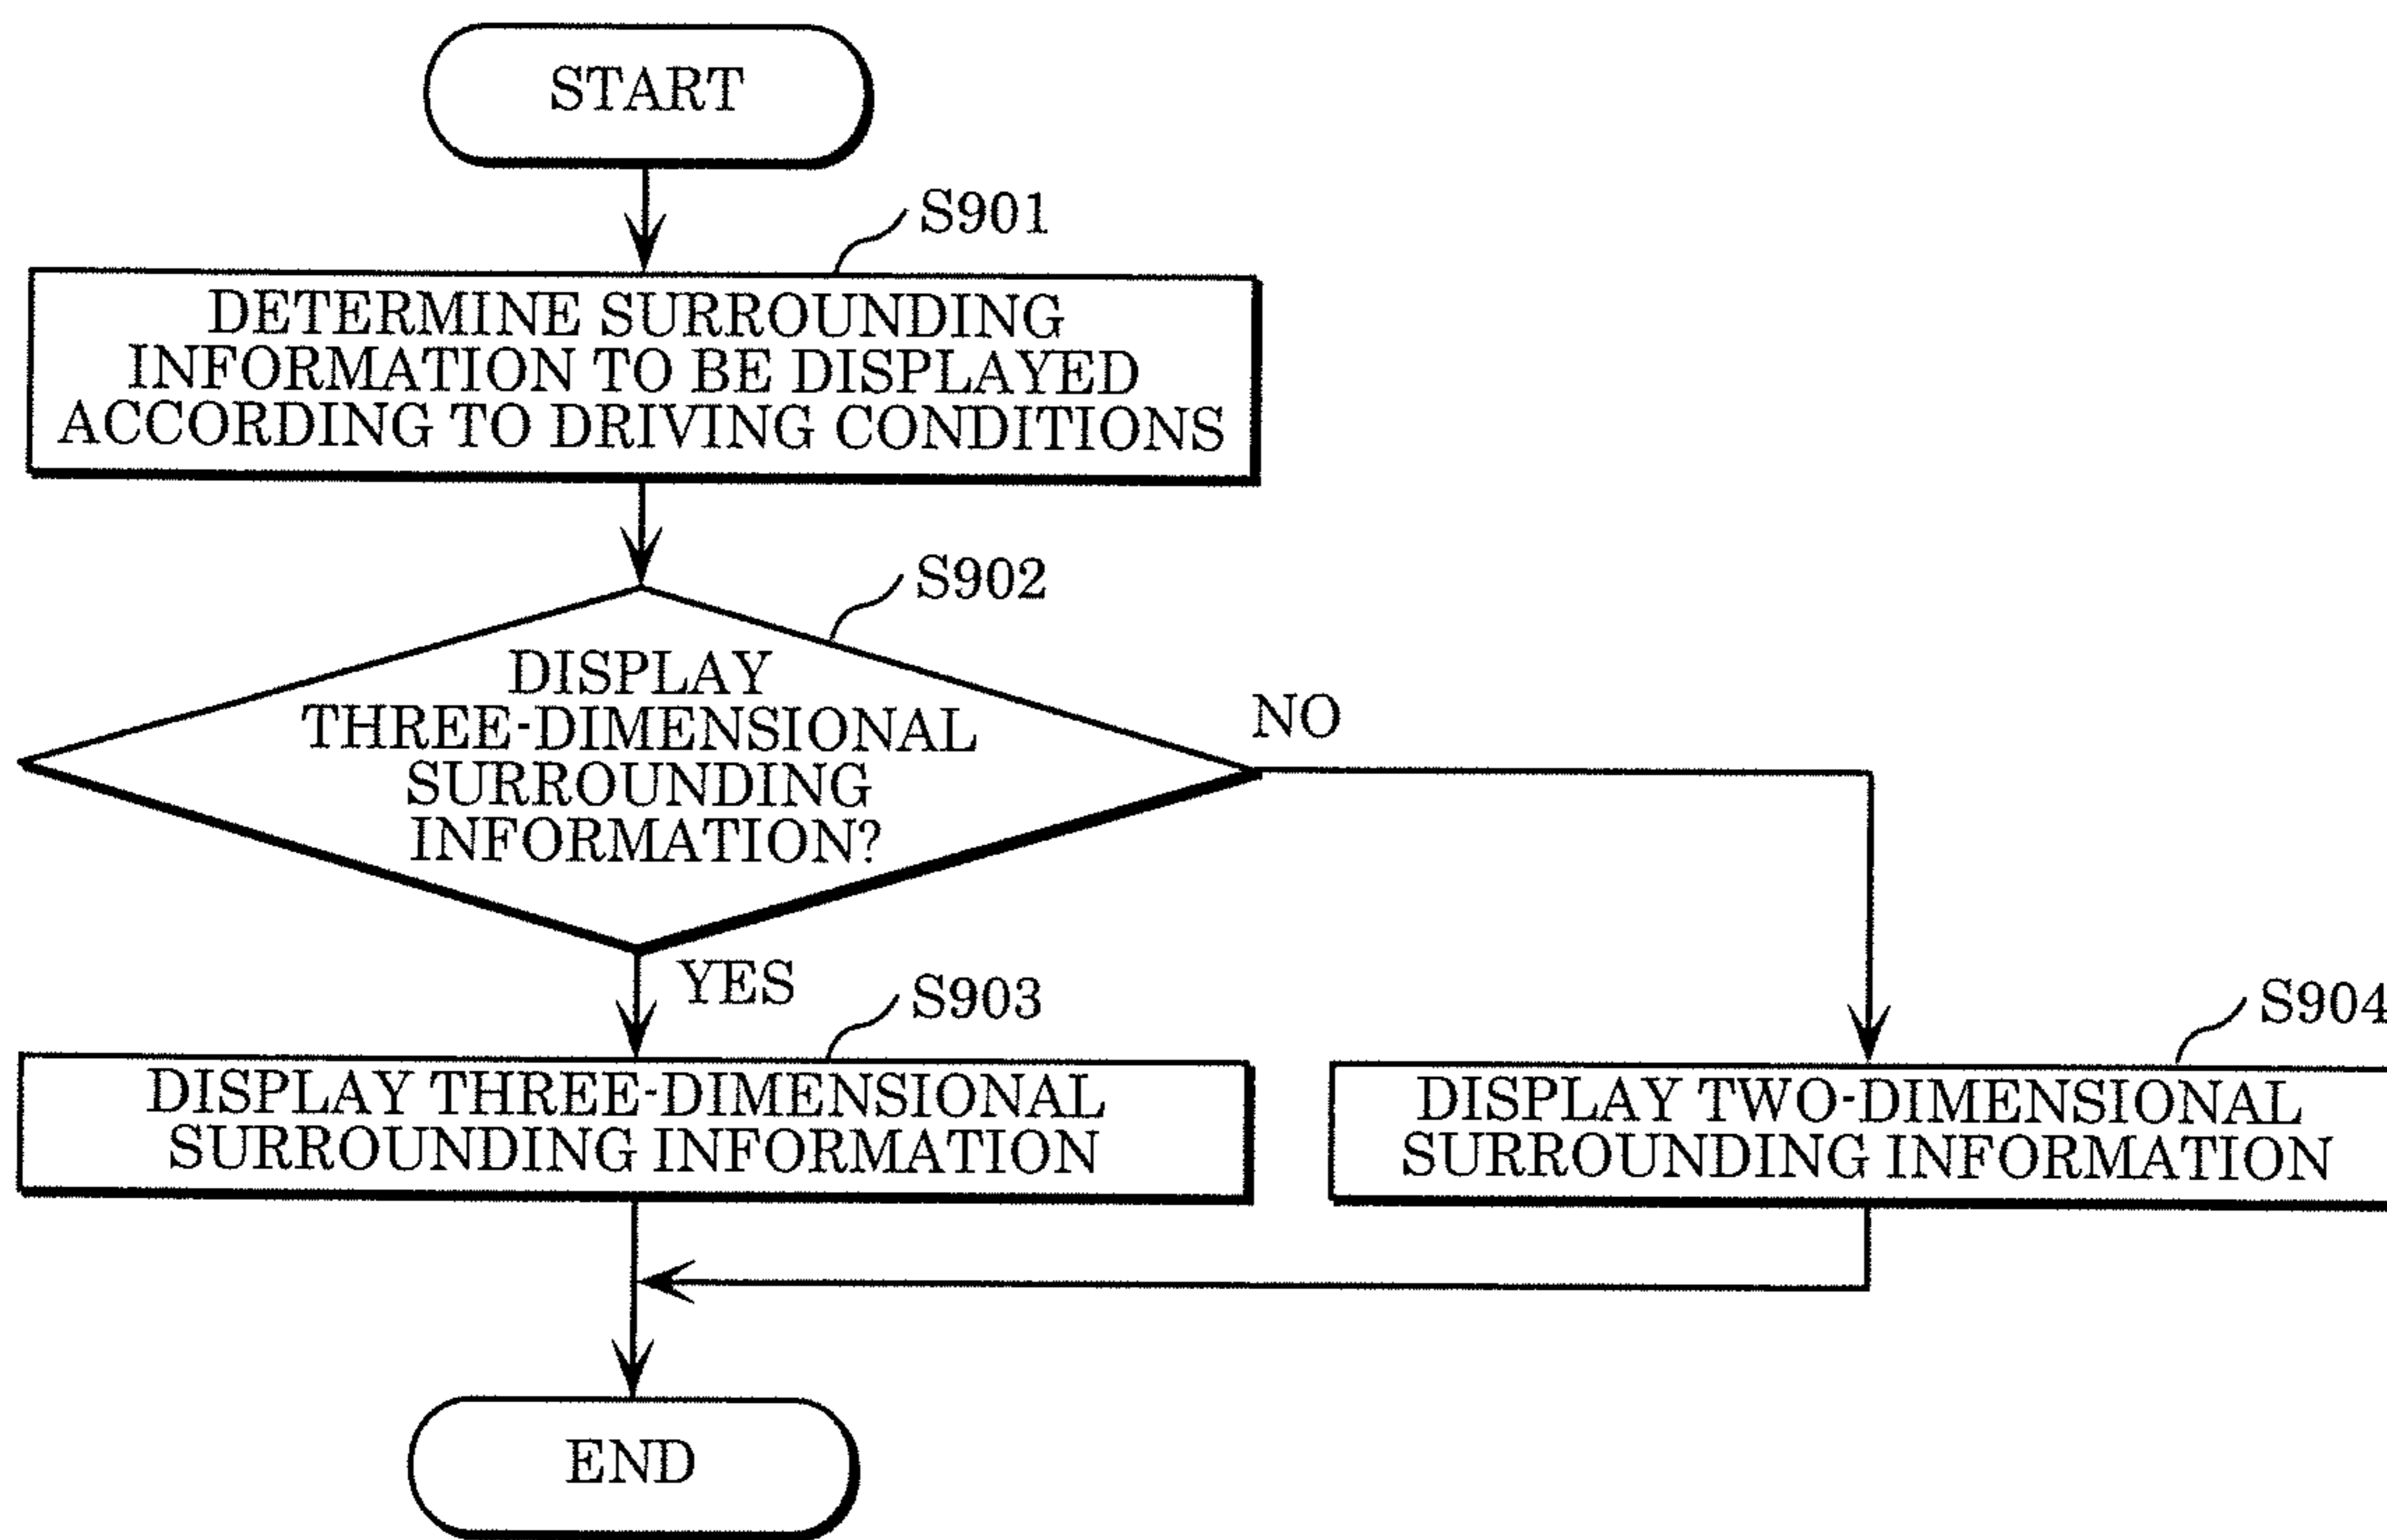 START
S901
DETERMINE SURROUNDING
INFORMATION TO BE DISPLAYED
ACCORDING TO DRIVING CONDITIONS
S902
DISPLAY
THREE-DIMENSIONAL
SURROUNDING
INFORMATION?
NO
YES
S903
DISPLAY THREE-DIMENSIONAL
SURROUNDING INFORMATION
S904
DISPLAY TWO-DIMENSIONAL
SURROUNDING INFORMATION
END